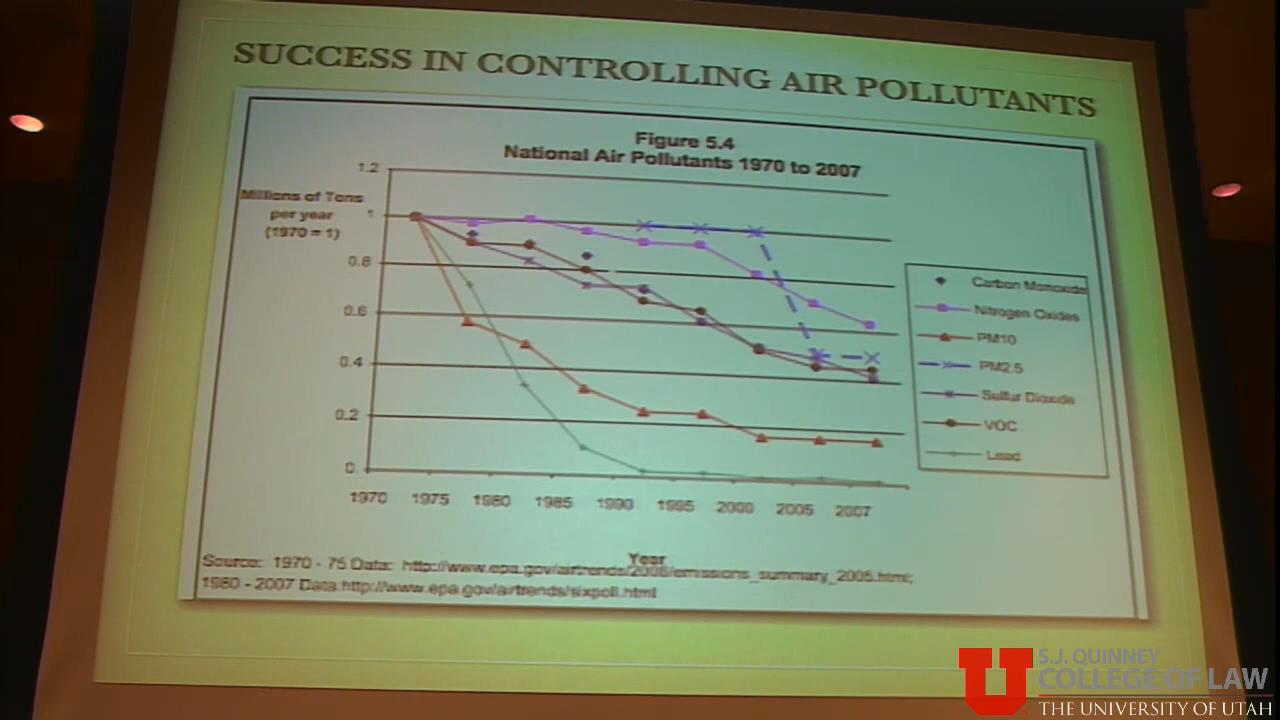 SUCCESS IN CONTROLLING AIR POLLUTANTS
Figure 5.4
National Air Pollutants 1970 to 2007
Millions of Tons
per year
(1970 = 1)
1.2
1
0.8
0.6
0.4
0.2
0
1970 1975 1980 1985 1990 1995 2000 2005 2007
Year
Carbon Monoxide
Nitrogen Oxides
PM10
PM2.5
Sulfur Dioxide
VOC
Lead
Source: 1970 - 75 Data: http://www.epa.gov/airtrends/2006/emissions_summary_2005.html;
1980 - 2007 Data:http://www.epa.gov/airtrends/sixpoll.html
U
S.J. QUINNEY
COLLEGE OF LAW
THE UNIVERSITY OF UTAH